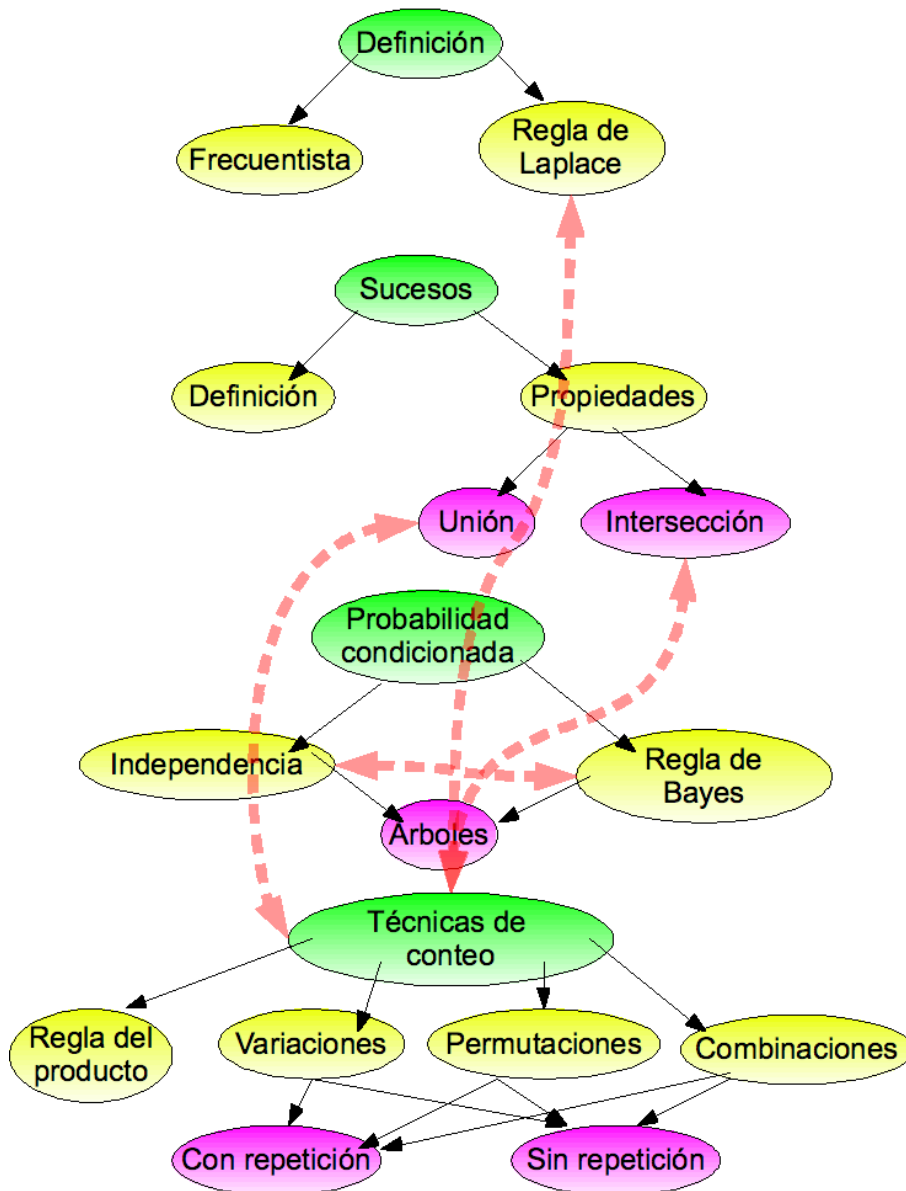 Definición
Frecuentista
Regla de
Laplace
Sucesos
Definición
Propiedades
Unión
Intersección
Probabilidad
condicionada
Independencia
Regla de
Bayes
Arboles
Técnicas de
conteo
Regla del
producto
Variaciones
Permutaciones
Combinaciones
Con repetición
Sin repetición